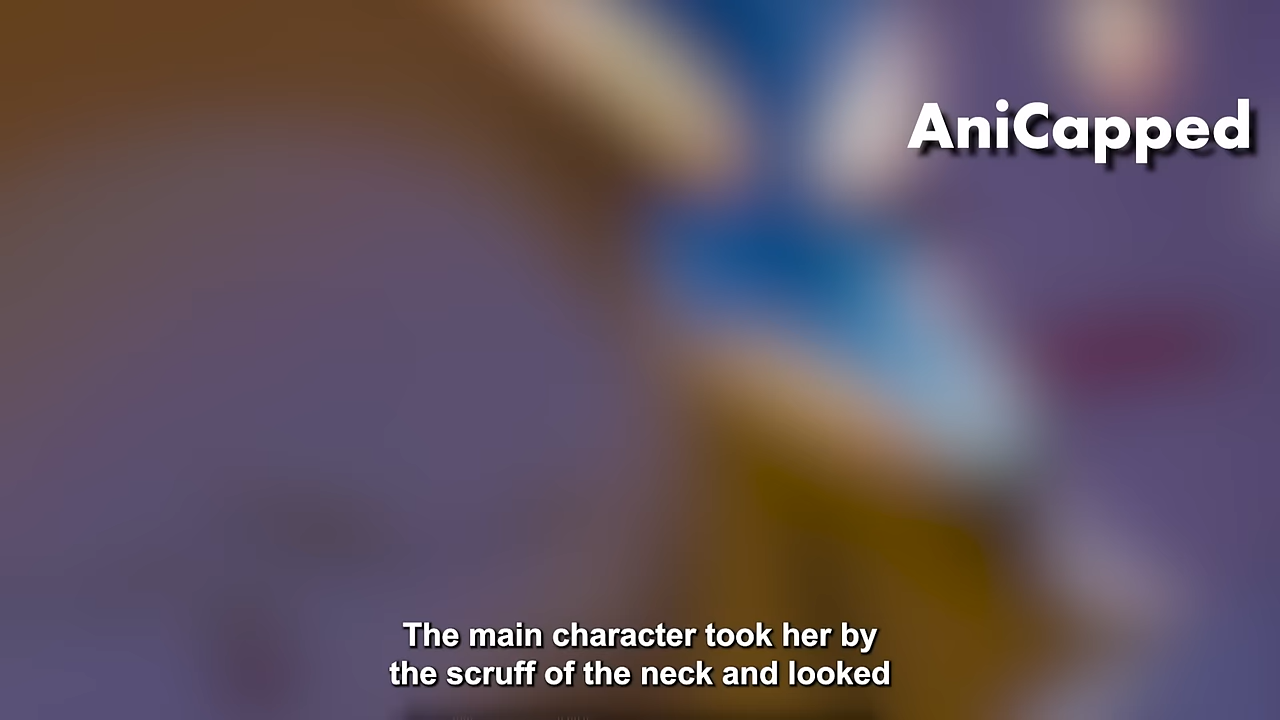 AniCapped
The main character took her by
the scruff of the neck and looked